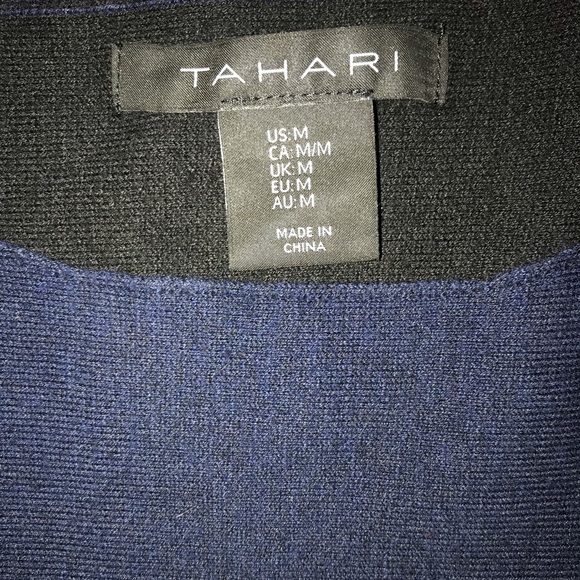 TAHARI
US:M
CA: M/M
UK: M
EU: M
AU: M
MADE IN
CHINA